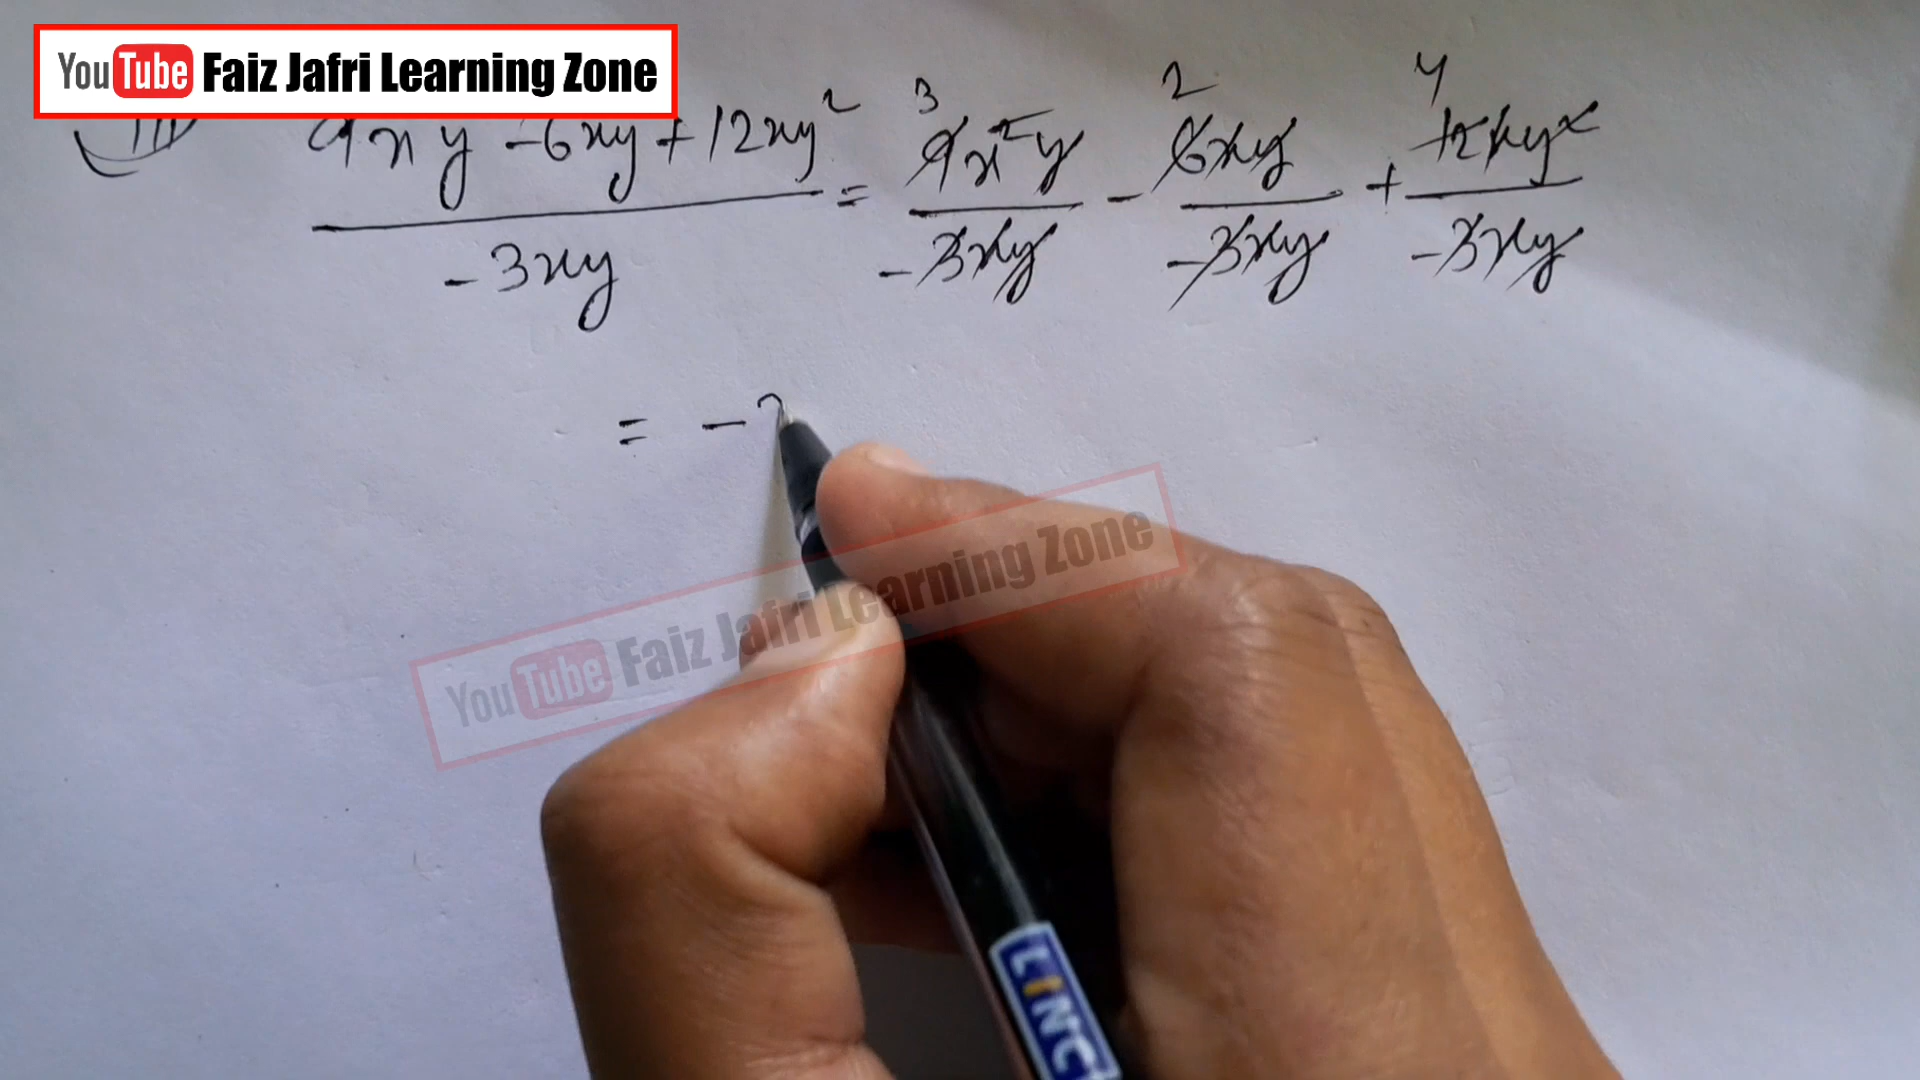 YouTube Faiz Jafri Learning Zone
III 9x y - 6xy + 12xy² / -3xy = 3 9x²y / -3xy - 2 6xy / -3xy + 4 12xy² / -3xy
= -
YouTube Faiz Jafri Learning Zone
LINC